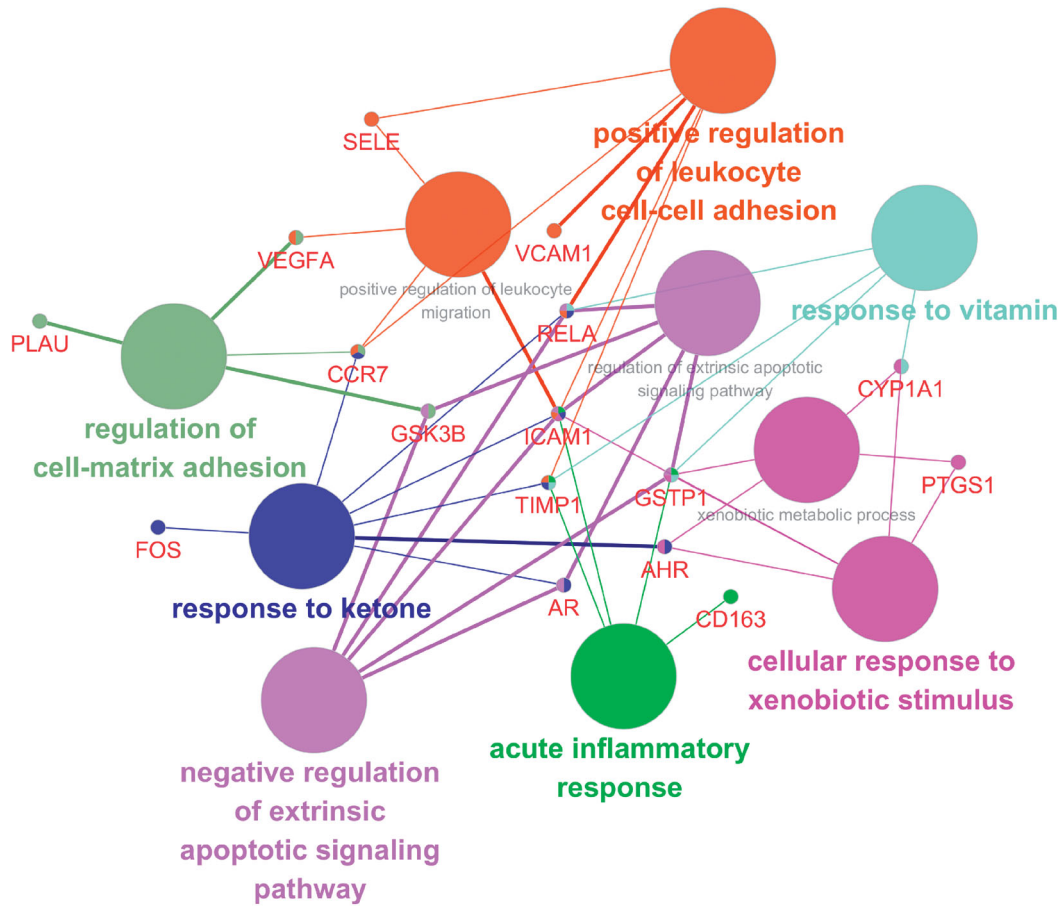 SELE
positive regulation
of leukocyte
cell-cell adhesion
VCAM1
VEGFA
positive regulation of leukocyte
migration
RELA
response to vitamin
PLAU
CCR7
regulation of extrinsic apoptotic
signaling pathway
CYP1A1
regulation of
cell-matrix adhesion
GSK3B
ICAM1
TIMP1
GSTP1
PTGS1
xenobiotic metabolic process
FOS
AHR
response to ketone
AR
CD163
cellular response to
xenobiotic stimulus
acute inflammatory
response
negative regulation
of extrinsic
apoptotic signaling
pathway